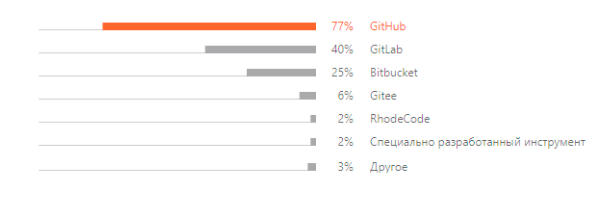 77% GitHub
40% GitLab
25% Bitbucket
6% Gitee
2% RhodeCode
2% Специально разработанный инструмент
3% Другое